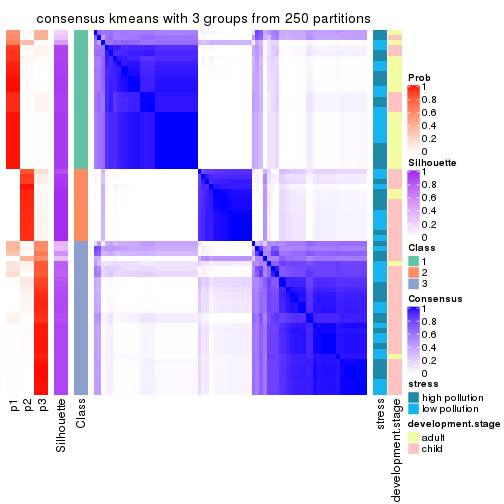 consensus kmeans with 3 groups from 250 partitions
Prob
1
0.8
0.6
0.4
0.2
0
Silhouette
1
0.8
0.6
0.4
0.2
0
Class
1
2
3
Consensus
1
0.8
0.6
0.4
0.2
0
stress
high pollution
low pollution
development.stage
adult
child
p1
p2
p3
Silhouette
Class
stress
development.stage